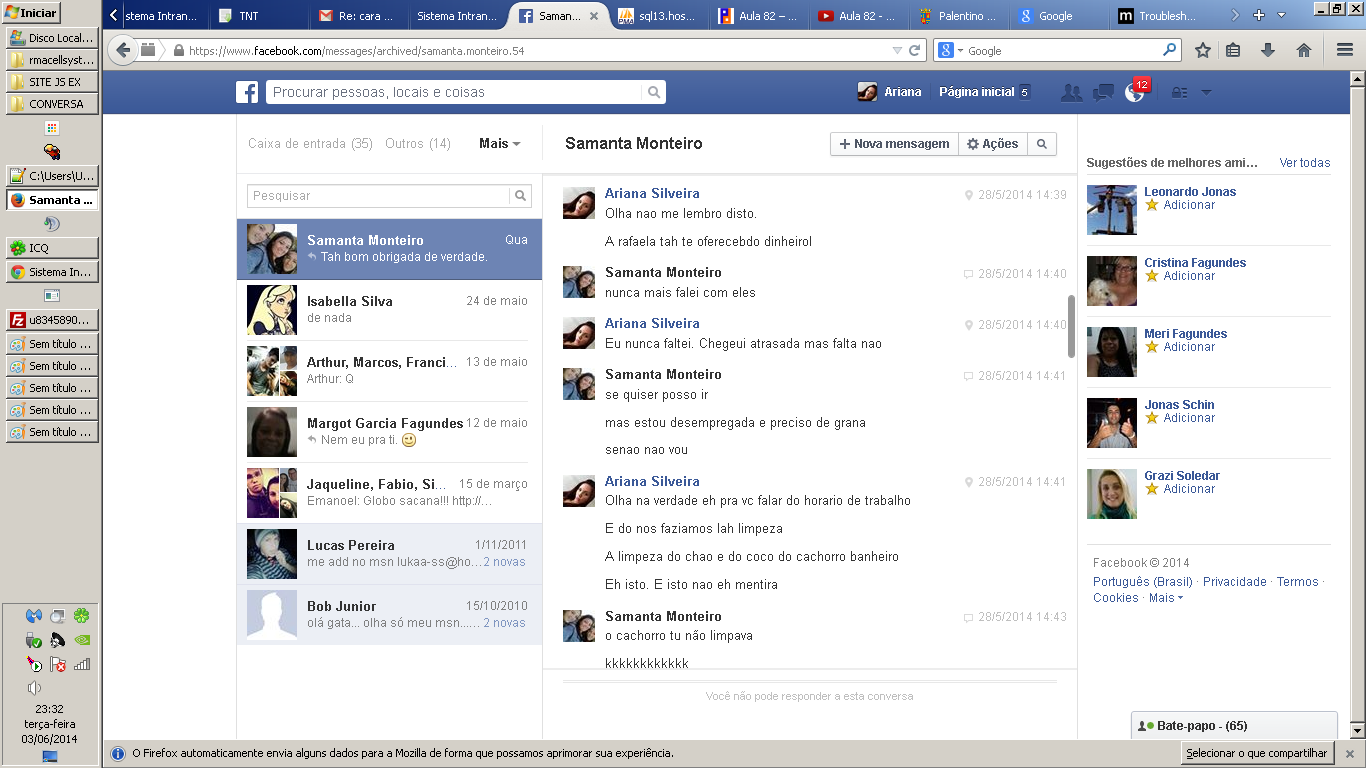 Iniciar
Disco Local...
rmacellsyst...
SITE JS EX
CONVERSA
C:\Users\U...
Samanta ...
ICQ
Sistema In...
u8345890...
Sem título ...
Sem título ...
Sem título ...
Sem título ...
Sem título ...
23:32
terça-feira
03/06/2014
istema Intran...
TNT
Re: cara ...
Sistema Intran...
Saman...
sql13.hos...
Aula 82 – ...
Aula 82 - ...
Palentino ...
Google
Troublesh...
https://www.facebook.com/messages/archived/samanta.monteiro.54
Google
Procurar pessoas, locais e coisas
Ariana
Página inicial 5
12
Caixa de entrada (35)
Outros (14)
Mais
Pesquisar
Samanta Monteiro
Qua
Tah bom obrigada de verdade.
Isabella Silva
24 de maio
de nada
Arthur, Marcos, Franci...
13 de maio
Arthur: Q
Margot Garcia Fagundes
12 de maio
Nem eu pra ti.
Jaqueline, Fabio, Si...
15 de março
Emanoel: Globo sacana!!! http://...
Lucas Pereira
1/11/2011
me add no msn lukaa-ss@ho...
2 novas
Bob Junior
15/10/2010
olá gata... olha só meu msn......
2 novas
Samanta Monteiro
+ Nova mensagem
Ações
Ariana Silveira
28/5/2014 14:39
Olha nao me lembro disto.
A rafaela tah te oferecebdo dinheirol
Samanta Monteiro
28/5/2014 14:40
nunca mais falei com eles
Ariana Silveira
28/5/2014 14:40
Eu nunca faltei. Chegeui atrasada mas falta nao
Samanta Monteiro
28/5/2014 14:41
se quiser posso ir
mas estou desempregada e preciso de grana
senao nao vou
Ariana Silveira
28/5/2014 14:41
Olha na verdade eh pra vc falar do horario de trabalho
E do nos faziamos lah limpeza
A limpeza do chao e do coco do cachorro banheiro
Eh isto. E isto nao eh mentira
Samanta Monteiro
28/5/2014 14:43
o cachorro tu não limpava
kkkkkkkkkkkk
Você não pode responder a esta conversa
Sugestões de melhores ami...
Ver todas
Leonardo Jonas
Adicionar
Cristina Fagundes
Adicionar
Meri Fagundes
Adicionar
Jonas Schin
Adicionar
Grazi Soledar
Adicionar
Facebook © 2014
Português (Brasil) · Privacidade · Termos ·
Cookies · Mais
Bate-papo - (65)
O Firefox automaticamente envia alguns dados para a Mozilla de forma que possamos aprimorar sua experiência.
Selecionar o que compartilhar